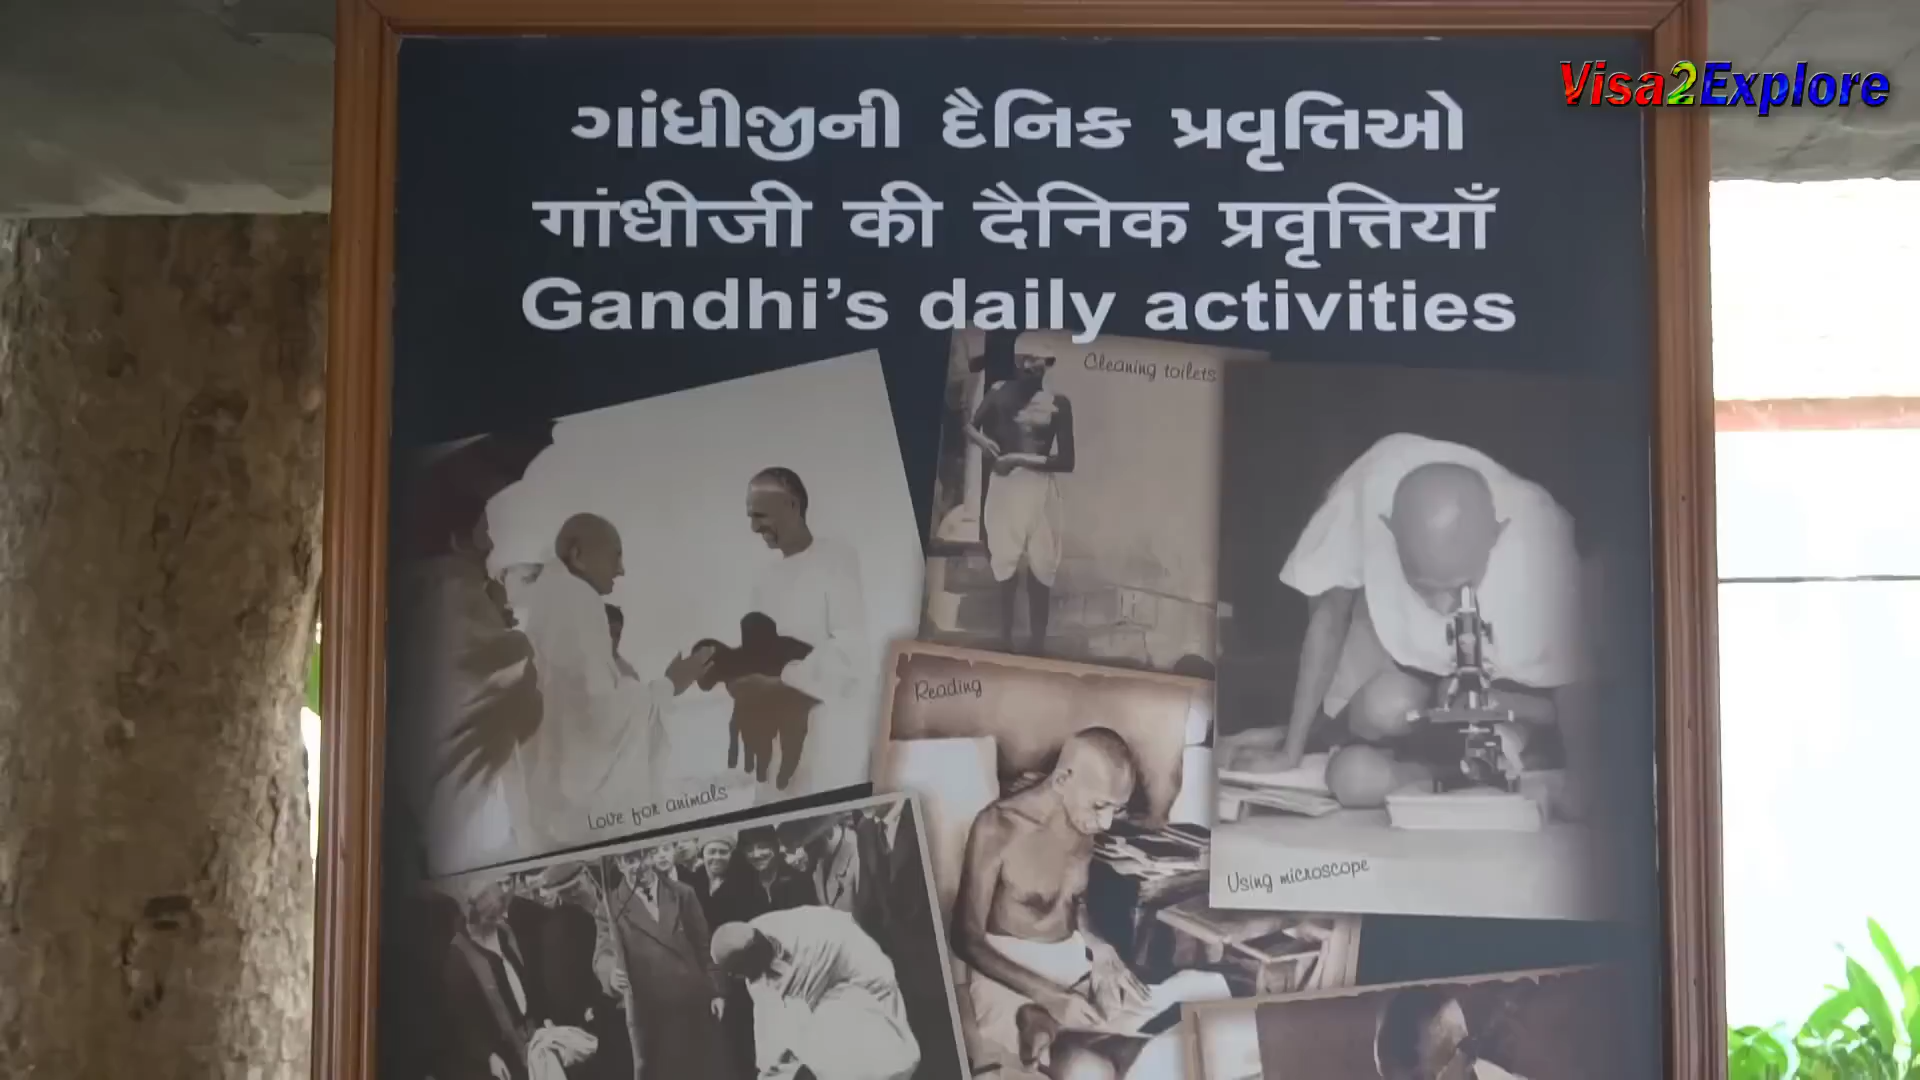 Visa2Explore
ગાંધીજીની દૈનિક પ્રવૃત્તિઓ
गांधीजी की दैनिक प्रवृत्तियाँ
Gandhi's daily activities
Cleaning toilets
Reading
Love for animals
Using microscope